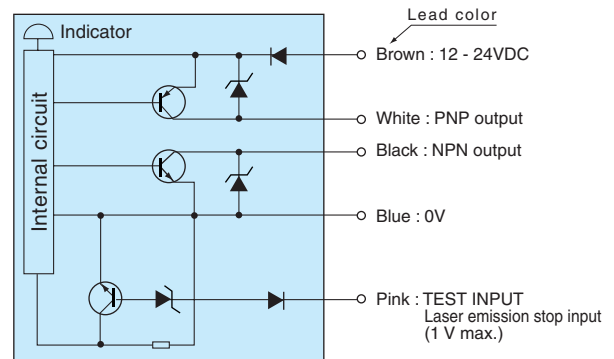 Lead color
Indicator
Brown : 12 - 24VDC
White : PNP output
Black : NPN output
Internal circuit
Blue : 0V
Pink : TEST INPUT
Laser emission stop input
(1 V max.)